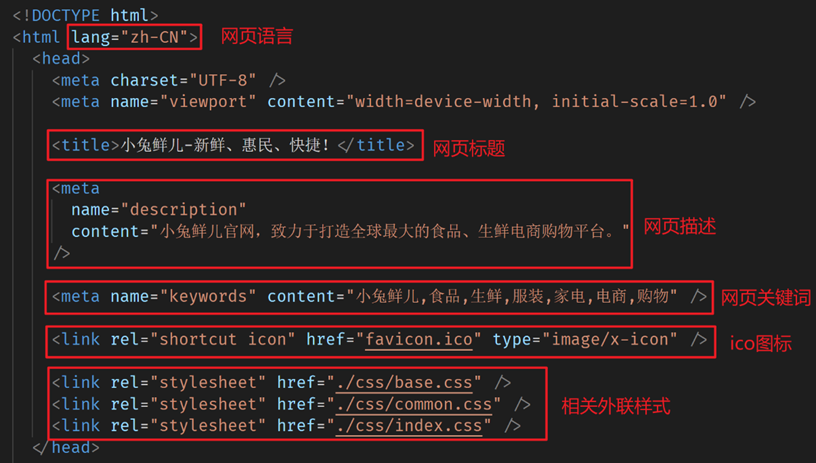 <!DOCTYPE html>
<html lang="zh-CN"> 网页语言
<head>
<meta charset="UTF-8" />
<meta name="viewport" content="width=device-width, initial-scale=1.0" />
<title>小兔鲜儿-新鲜、惠民、快捷!</title> 网页标题
<meta
name="description"
content="小兔鲜儿官网，致力于打造全球最大的食品、生鲜电商购物平台。"
/>
网页描述
<meta name="keywords" content="小兔鲜儿,食品,生鲜,服装,家电,电商,购物" /> 网页关键词
<link rel="shortcut icon" href="favicon.ico" type="image/x-icon" /> ico图标
<link rel="stylesheet" href="./css/base.css" />
<link rel="stylesheet" href="./css/common.css" /> 相关外联样式
<link rel="stylesheet" href="./css/index.css" />
</head>